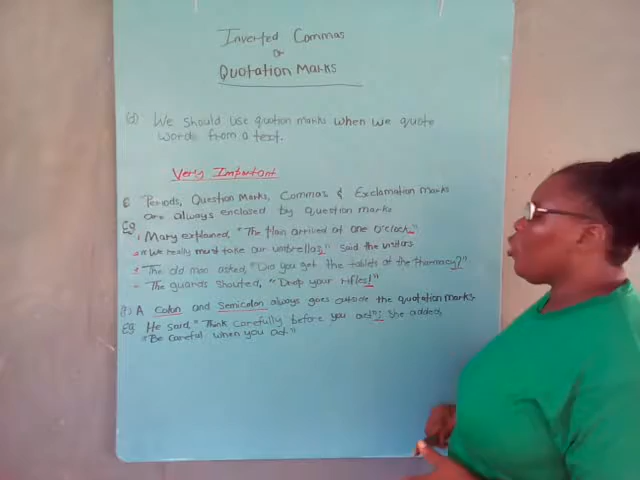 Inverted Commas
or
Quotation Marks
(d) We should use quotion marks when we quote
words from a text.
Very Important
e Periods, Question Marks, Commas & Exclamation marks
are always enclosed by question marks
Eg
1 Mary explained, "The plan arrived at one o'clock."
2 "We really must take our umbrellas," Said the visitors
3 The old man asked, "Did you get the tablets at the Pharmacy?"
- The guards Shouted, "Drop your rifles!"
(f) A Colon and Semicolon always goes outside the quotation marks.
Eg He said, "Think carefully before you act"; She added,
"Be careful when you act."